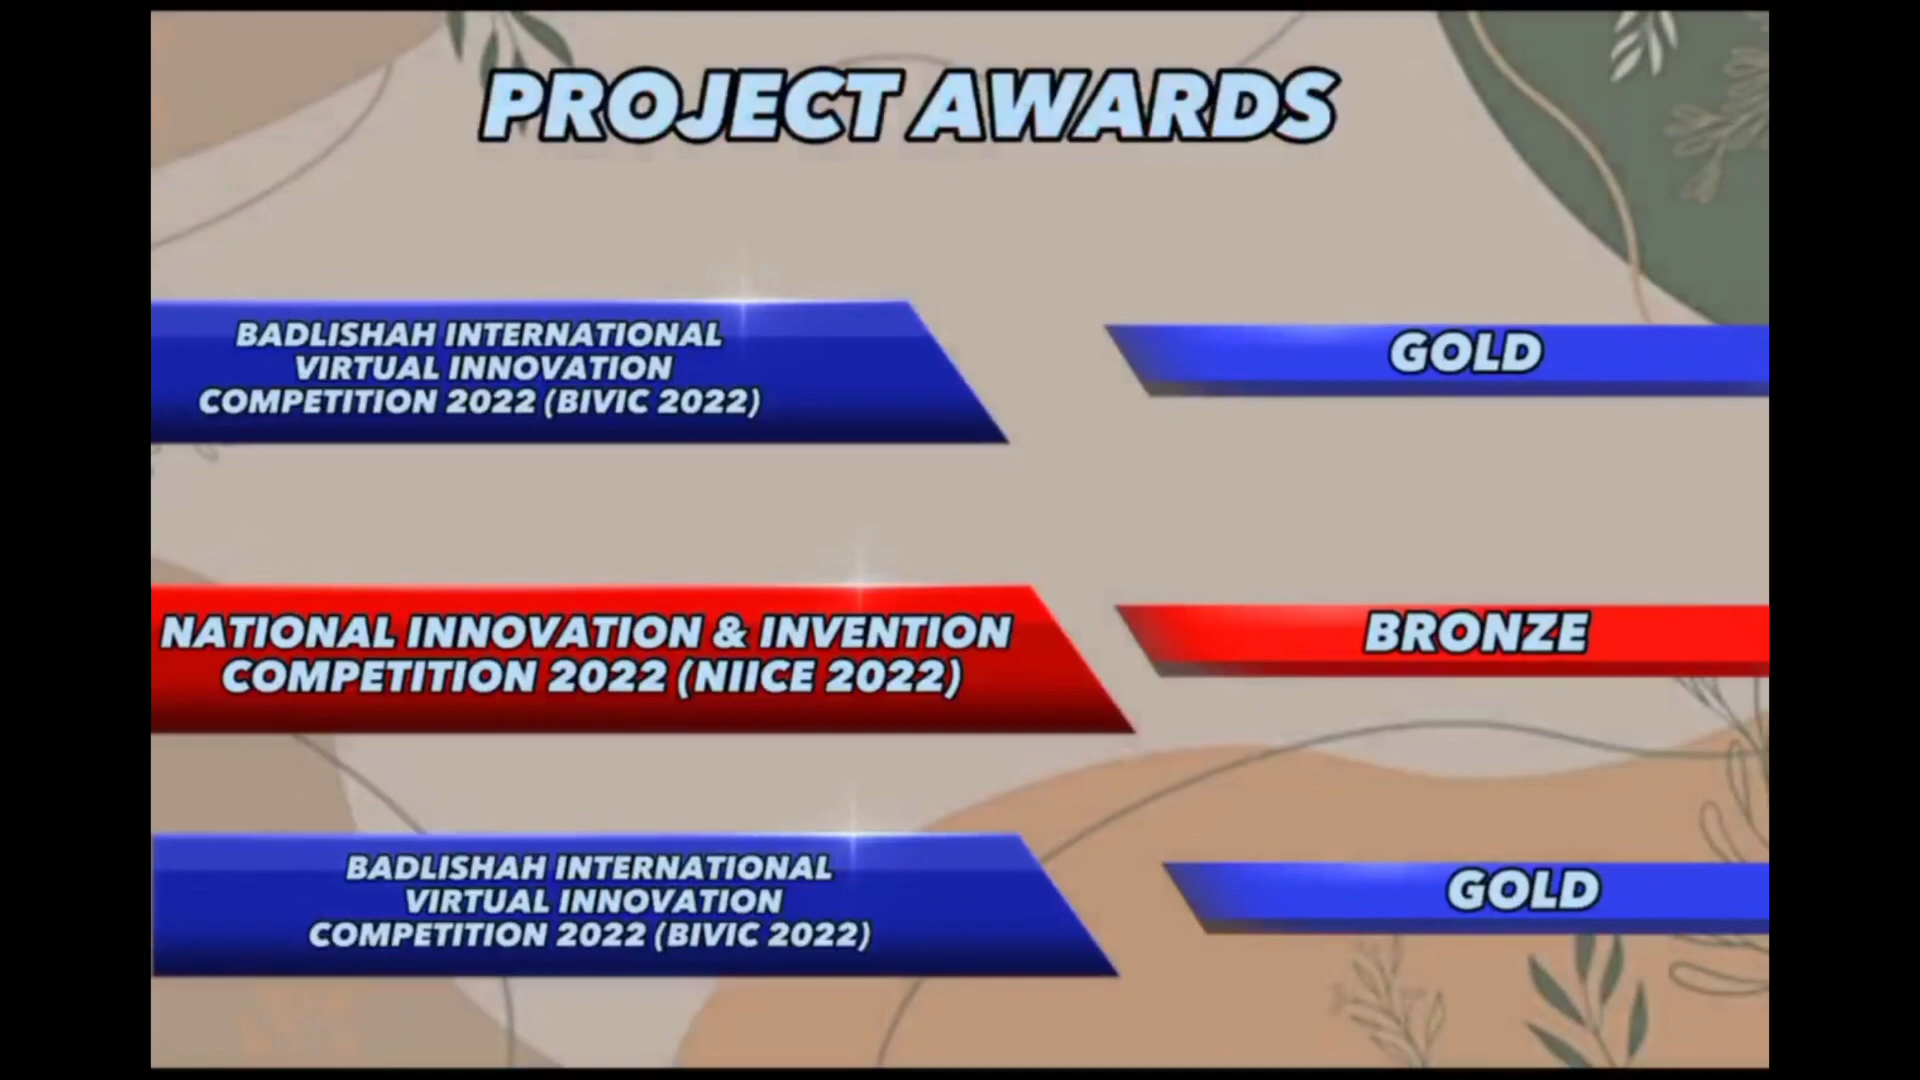 PROJECT AWARDS
BADLISHAH INTERNATIONAL
VIRTUAL INNOVATION
COMPETITION 2022 (BIVIC 2022)
GOLD
NATIONAL INNOVATION & INVENTION
COMPETITION 2022 (NIICE 2022)
BRONZE
BADLISHAH INTERNATIONAL
VIRTUAL INNOVATION
COMPETITION 2022 (BIVIC 2022)
GOLD